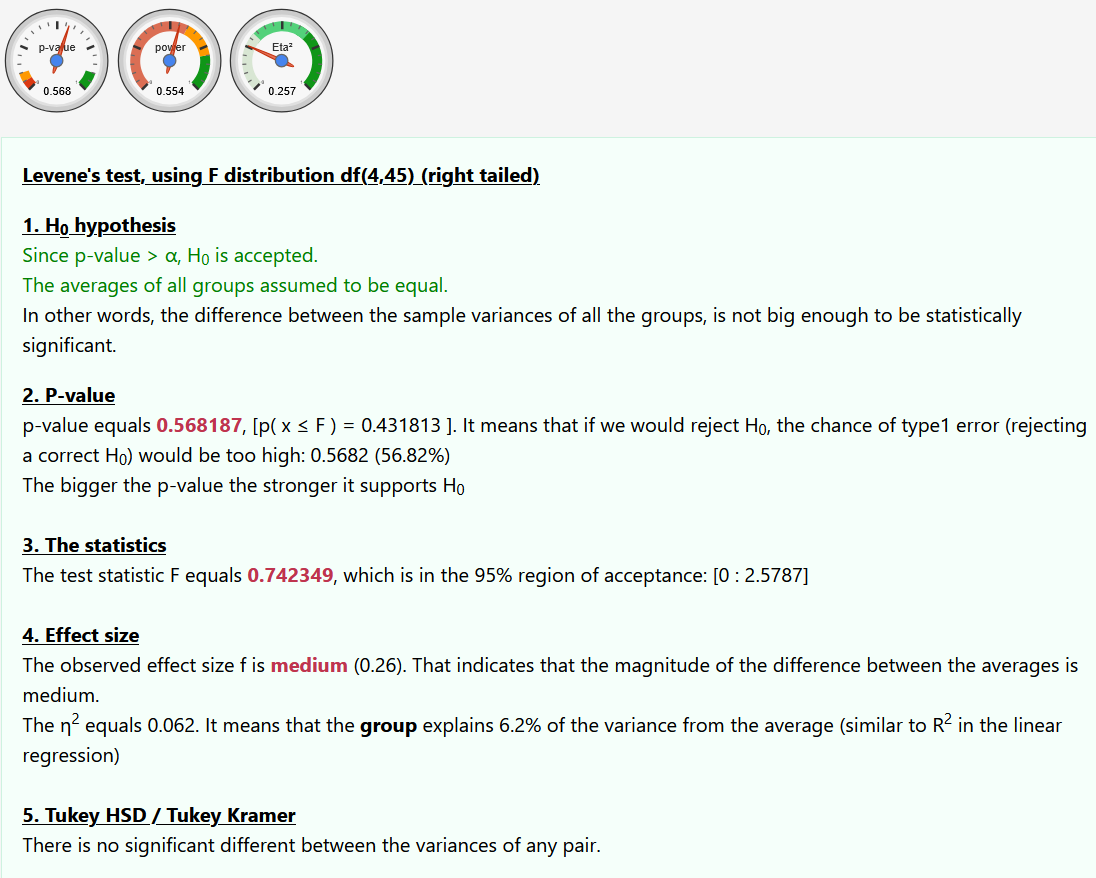 p-value
0.568
power
0.554
Eta²
0.257
Levene's test, using F distribution df(4,45) (right tailed)
1. H₀ hypothesis
Since p-value > α, H₀ is accepted.
The averages of all groups assumed to be equal.
In other words, the difference between the sample variances of all the groups, is not big enough to be statistically
significant.
2. P-value
p-value equals 0.568187, [p( x ≤ F ) = 0.431813 ]. It means that if we would reject H₀, the chance of type1 error (rejecting
a correct H₀) would be too high: 0.5682 (56.82%)
The bigger the p-value the stronger it supports H₀
3. The statistics
The test statistic F equals 0.742349, which is in the 95% region of acceptance: [0 : 2.5787]
4. Effect size
The observed effect size f is medium (0.26). That indicates that the magnitude of the difference between the averages is
medium.
The η² equals 0.062. It means that the group explains 6.2% of the variance from the average (similar to R² in the linear
regression)
5. Tukey HSD / Tukey Kramer
There is no significant different between the variances of any pair.